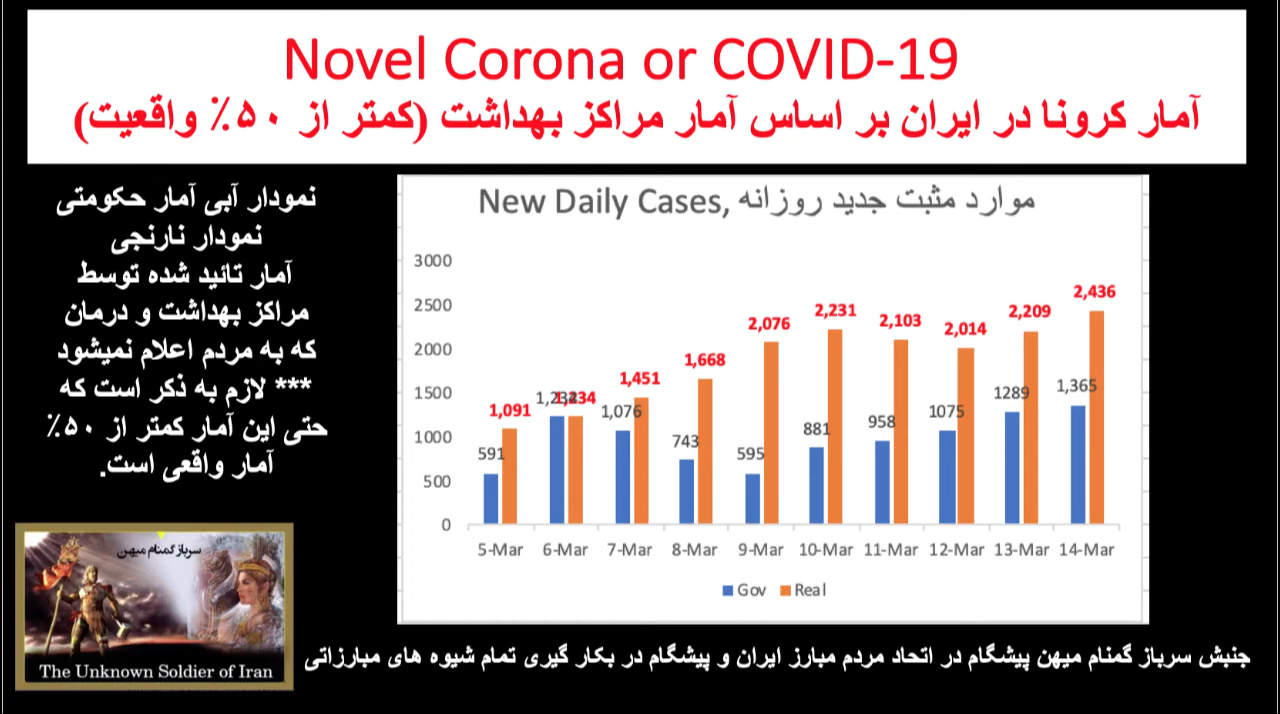 Novel Corona or COVID-19
آمار کرونا در ایران بر اساس آمار مراکز بهداشت (کمتر از ۵۰٪ واقعیت)
نمودار آبی آمار حکومتی
نمودار نارنجی
آمار تائید شده توسط
مراکز بهداشت و درمان
که به مردم اعلام نمیشود
*** لازم به ذکر است که
حتی این آمار کمتر از ۵۰٪
آمار واقعی است.
New Daily Cases, موارد مثبت جدید روزانه
3000
2500
2000
1500
1000
500
0
591 1,234 1,076 743 595 881 958 1075 1289 1,365
1,091 1,234 1,451 1,668 2,076 2,231 2,103 2,014 2,209 2,436
5-Mar 6-Mar 7-Mar 8-Mar 9-Mar 10-Mar 11-Mar 12-Mar 13-Mar 14-Mar
Gov Real
سرباز گمنام میهن
The Unknown Soldier of Iran
جنبش سرباز گمنام میهن پیشگام در اتحاد مردم مبارز ایران و پیشگام در بکار گیری تمام شیوه های مبارزاتی